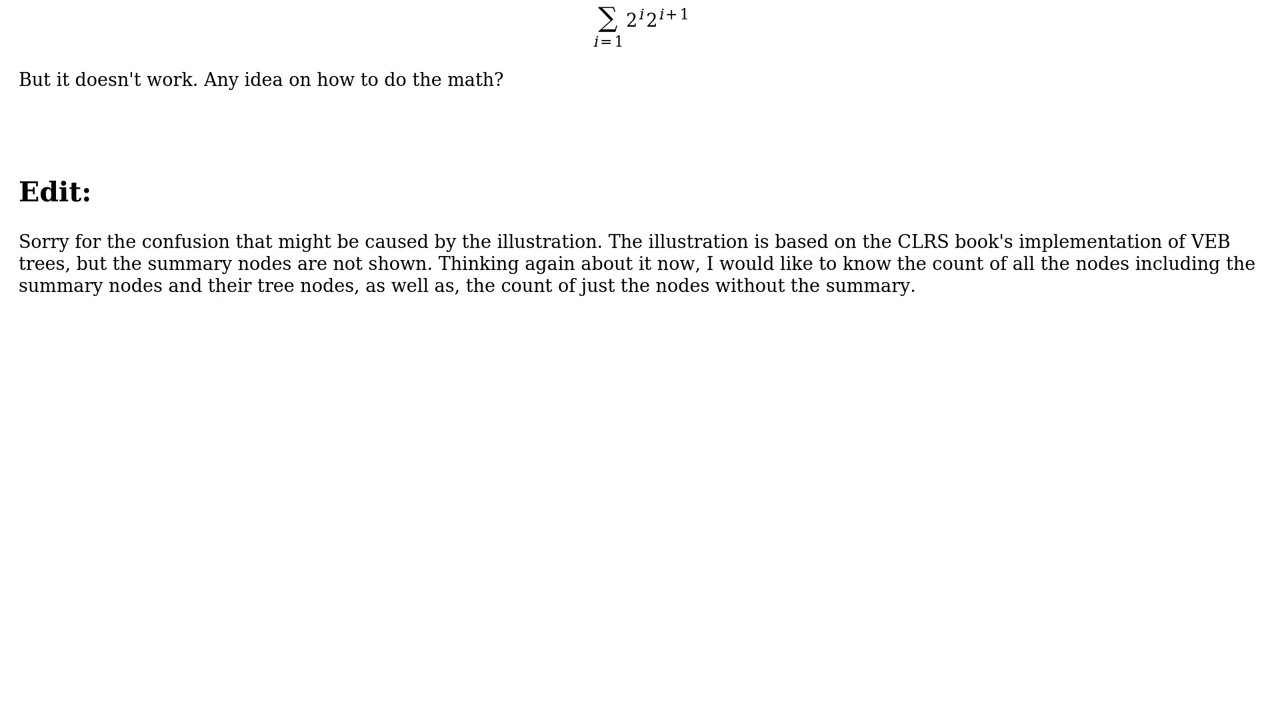 ∑_{i=1} 2^i 2^{i+1}
But it doesn't work. Any idea on how to do the math?
Edit:
Sorry for the confusion that might be caused by the illustration. The illustration is based on the CLRS book's implementation of VEB
trees, but the summary nodes are not shown. Thinking again about it now, I would like to know the count of all the nodes including the
summary nodes and their tree nodes, as well as, the count of just the nodes without the summary.